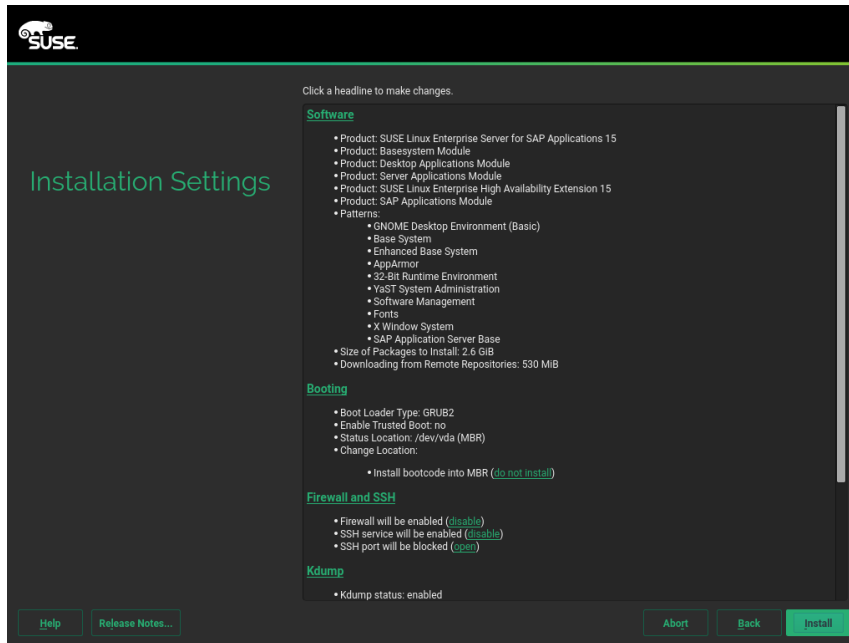 SUSE.
Click a headline to make changes.
Installation Settings
Software
• Product: SUSE Linux Enterprise Server for SAP Applications 15
• Product: Basesystem Module
• Product: Desktop Applications Module
• Product: Server Applications Module
• Product: SUSE Linux Enterprise High Availability Extension 15
• Product: SAP Applications Module
• Patterns:
• GNOME Desktop Environment (Basic)
• Base System
• Enhanced Base System
• AppArmor
• 32-Bit Runtime Environment
• YaST System Administration
• Software Management
• Fonts
• X Window System
• SAP Application Server Base
• Size of Packages to Install: 2.6 GiB
• Downloading from Remote Repositories: 530 MiB
Booting
• Boot Loader Type: GRUB2
• Enable Trusted Boot: no
• Status Location: /dev/vda (MBR)
• Change Location:
• Install bootcode into MBR (do not install)
Firewall and SSH
• Firewall will be enabled (disable)
• SSH service will be enabled (disable)
• SSH port will be blocked (open)
Kdump
• Kdump status: enabled
Help Release Notes... Abort Back Install